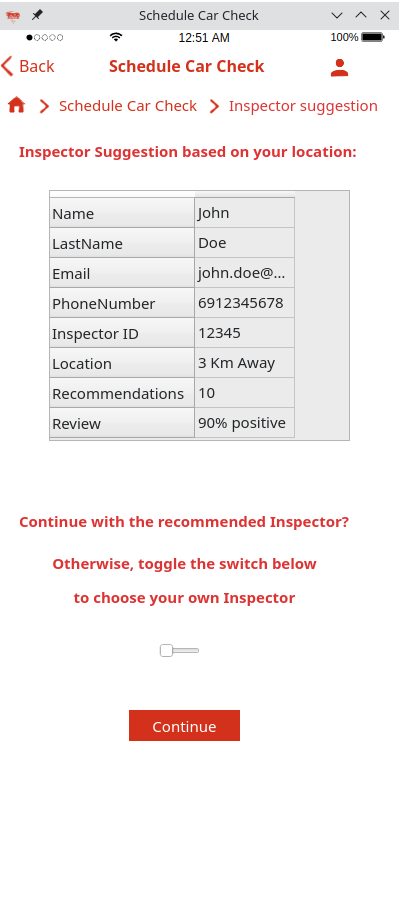 Schedule Car Check
12:51 AM
100%
Back
Schedule Car Check
Schedule Car Check
Inspector suggestion
Inspector Suggestion based on your location:
Name John
LastName Doe
Email john.doe@...
PhoneNumber 6912345678
Inspector ID 12345
Location 3 Km Away
Recommendations 10
Review 90% positive
Continue with the recommended Inspector?
Otherwise, toggle the switch below
to choose your own Inspector
Continue